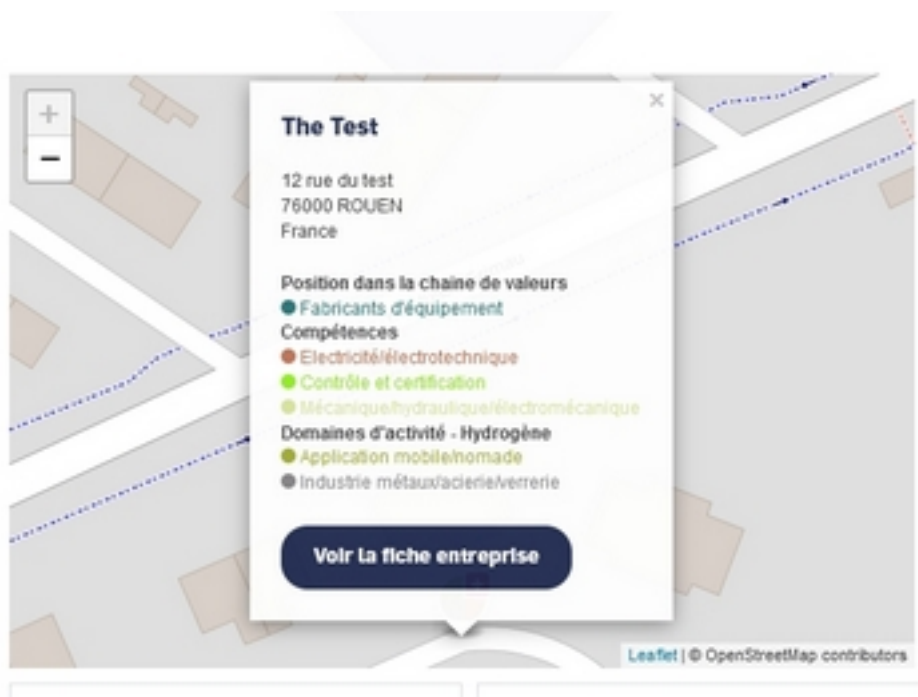 +
−
×
The Test
12 rue du test
76000 ROUEN
France
Position dans la chaine de valeurs
Fabricants d'équipement
Compétences
Electricité/électrotechnique
Contrôle et certification
Mécanique/hydraulique/électromécanique
Domaines d'activité - Hydrogène
Application mobile/nomade
Industrie métaux/acierie/verrerie
Voir la fiche entreprise
Leaflet | © OpenStreetMap contributors